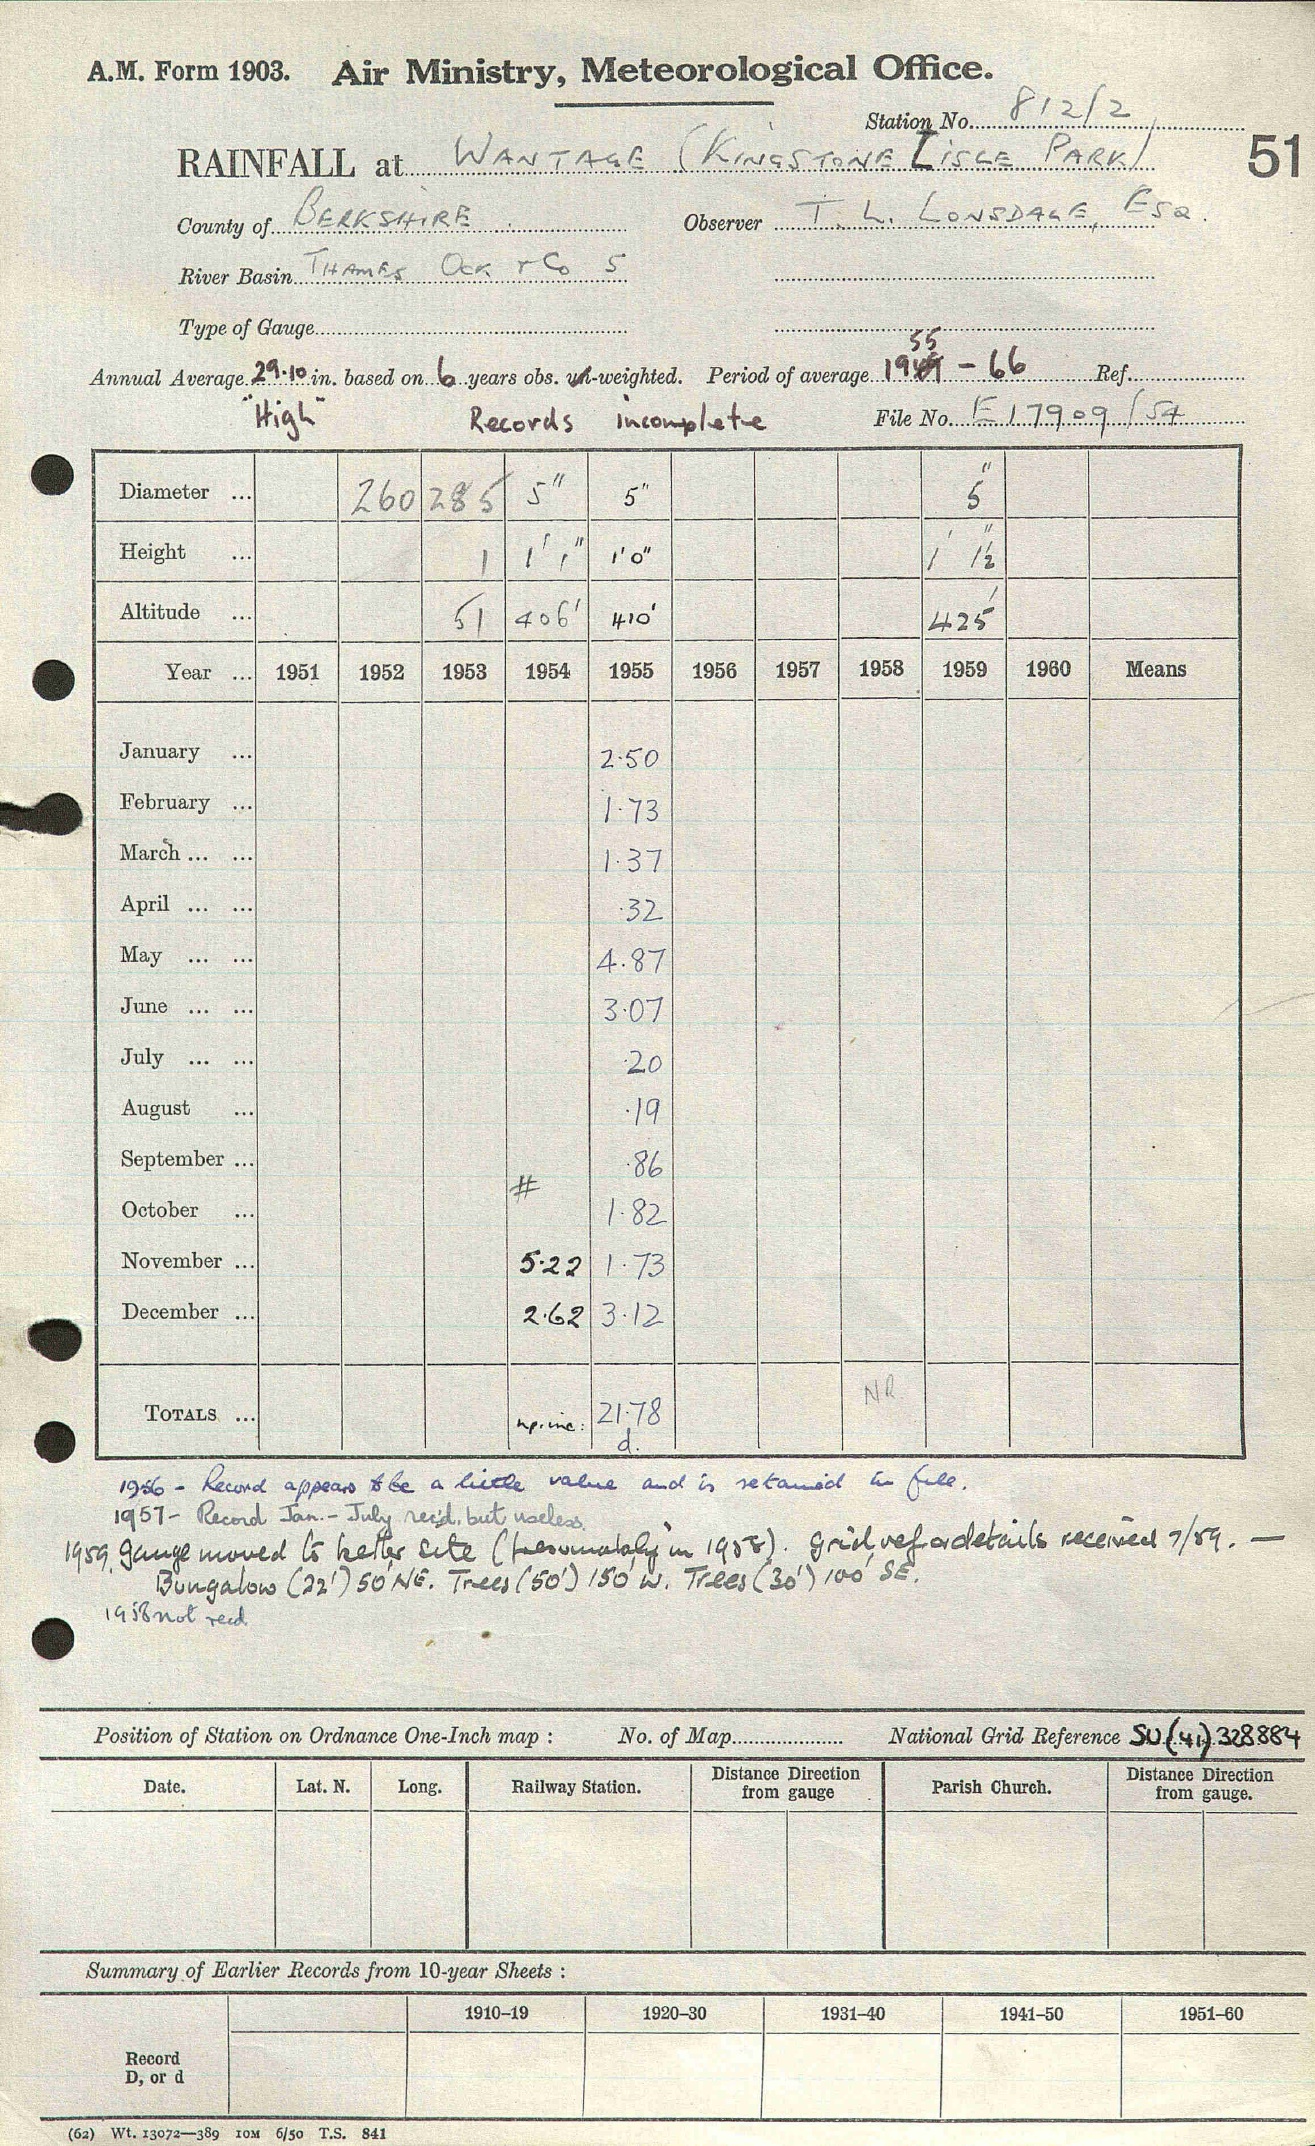 A.M. Form 1903. Air Ministry, Meteorological Office.
Station No. 812/2
RAINFALL at WANTAGE (KINGSTONE LISLE PARK) 51
County of BERKSHIRE. Observer T. L. LONSDALE, ESQ.
River Basin THAMES OCK & Co 5
Type of Gauge
55
Annual Average 29.10 in. based on 6 years obs. un-weighted. Period of average 1949 - 66 Ref.
"High" Records incomplete File No. E17909/54
Diameter ... 260 285 5" 5" 5"
Height ... 1 1' 1" 1'0" 1' 1½"
Altitude ... 51 406' 410' 425'
Year ... 1951 1952 1953 1954 1955 1956 1957 1958 1959 1960 Means
January ... 2.50
February ... 1.73
March ... ... 1.37
April ... ... .32
May ... ... 4.87
June ... ... 3.07
July ... ... .20
August ... .19
September ... .86
#
October ... 1.82
November ... 5.22 1.73
December ... 2.62 3.12
TOTALS ... 21.78 NR
d.
1956 - Record appears to be a little value and is retained in file.
1957 - Record Jan. - July rec'd. but useless.
1959. gauge moved to better site (presumably in 1958). Grid ref & details received 7/59. —
Bungalow (22') 50' NE. Trees (50') 150' W. Trees (30') 100' SE.
1958 not recd
Position of Station on Ordnance One-Inch map : No. of Map National Grid Reference SU (41) 328884
Date. Lat. N. Long. Railway Station. Distance Direction from gauge Parish Church. Distance Direction from gauge.
Summary of Earlier Records from 10-year Sheets :
1910–19 1920–30 1931–40 1941–50 1951–60
Record
D, or d
(62) Wt. 13072—389 10M 6/50 T.S. 841